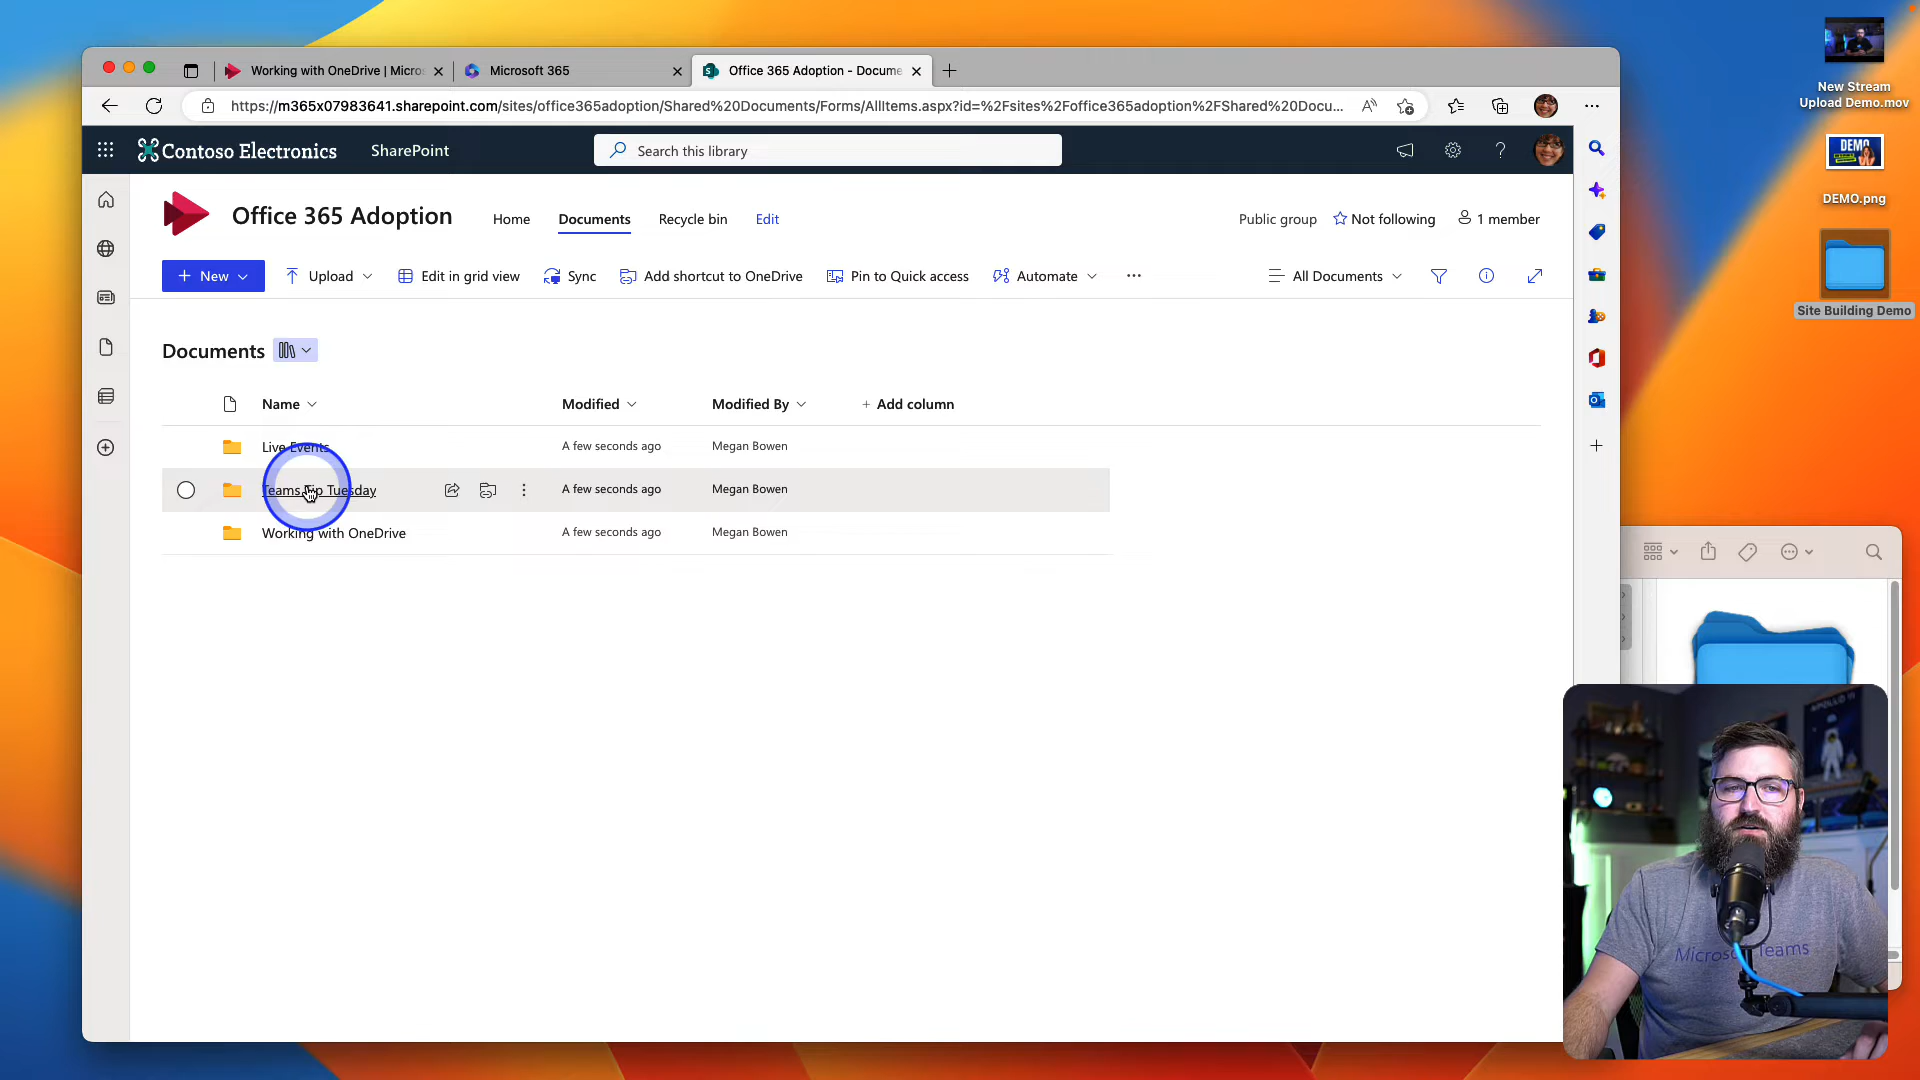 Working with OneDrive | Micros
Microsoft 365
Office 365 Adoption - Docume
https://m365x07983641.sharepoint.com/sites/office365adoption/Shared%20Documents/Forms/AllItems.aspx?id=%2Fsites%2Foffice365adoption%2FShared%20Docu...
Contoso Electronics
SharePoint
Search this library
Office 365 Adoption
Home
Documents
Recycle bin
Edit
Public group
Not following
1 member
New
Upload
Edit in grid view
Sync
Add shortcut to OneDrive
Pin to Quick access
Automate
All Documents
Documents
Name
Modified
Modified By
Add column
Live Events
A few seconds ago
Megan Bowen
Teams Tip Tuesday
A few seconds ago
Megan Bowen
Working with OneDrive
A few seconds ago
Megan Bowen
New Stream
Upload Demo.mov
DEMO
DEMO.png
Site Building Demo
APOLLO
Microsoft Teams